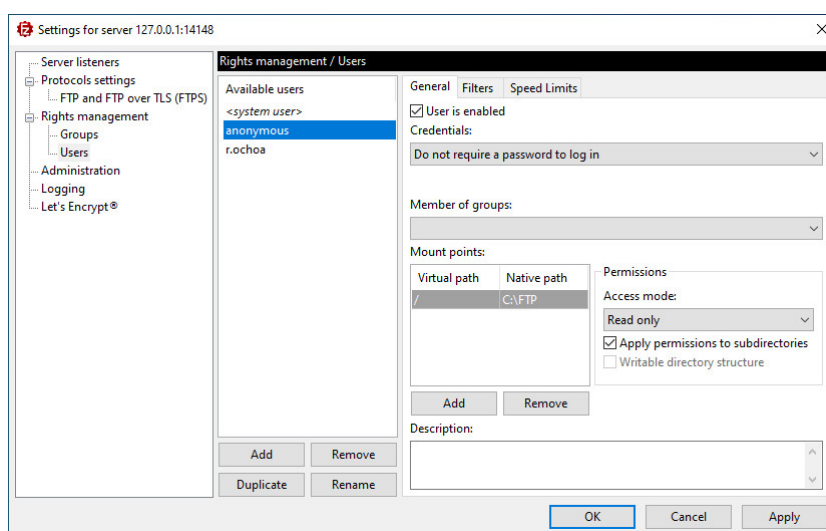 Settings for server 127.0.0.1:14148
Server listeners
Protocols settings
FTP and FTP over TLS (FTPS)
Rights management
Groups
Users
Administration
Logging
Let's Encrypt®
Rights management / Users
Available users
<system user>
anonymous
r.ochoa
Add
Remove
Duplicate
Rename
General
Filters
Speed Limits
User is enabled
Credentials:
Do not require a password to log in
Member of groups:
Mount points:
Virtual path
Native path
/
C:\FTP
Add
Remove
Permissions
Access mode:
Read only
Apply permissions to subdirectories
Writable directory structure
Description:
OK
Cancel
Apply